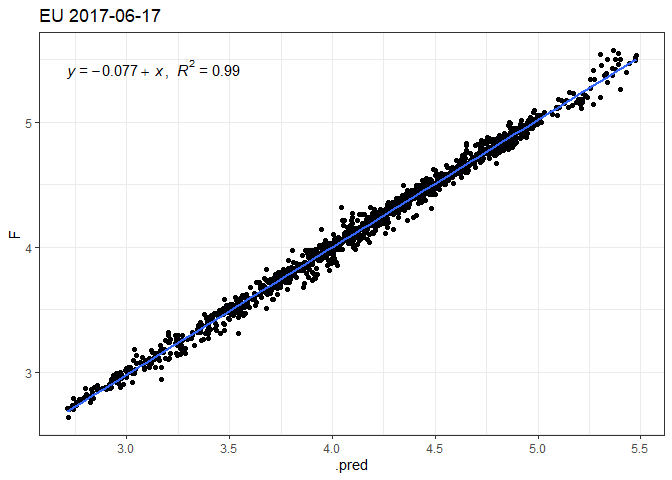 EU 2017-06-17
y = −0.077 + x , R² = 0.99
5
4
3
F
3.0 3.5 4.0 4.5 5.0 5.5
.pred